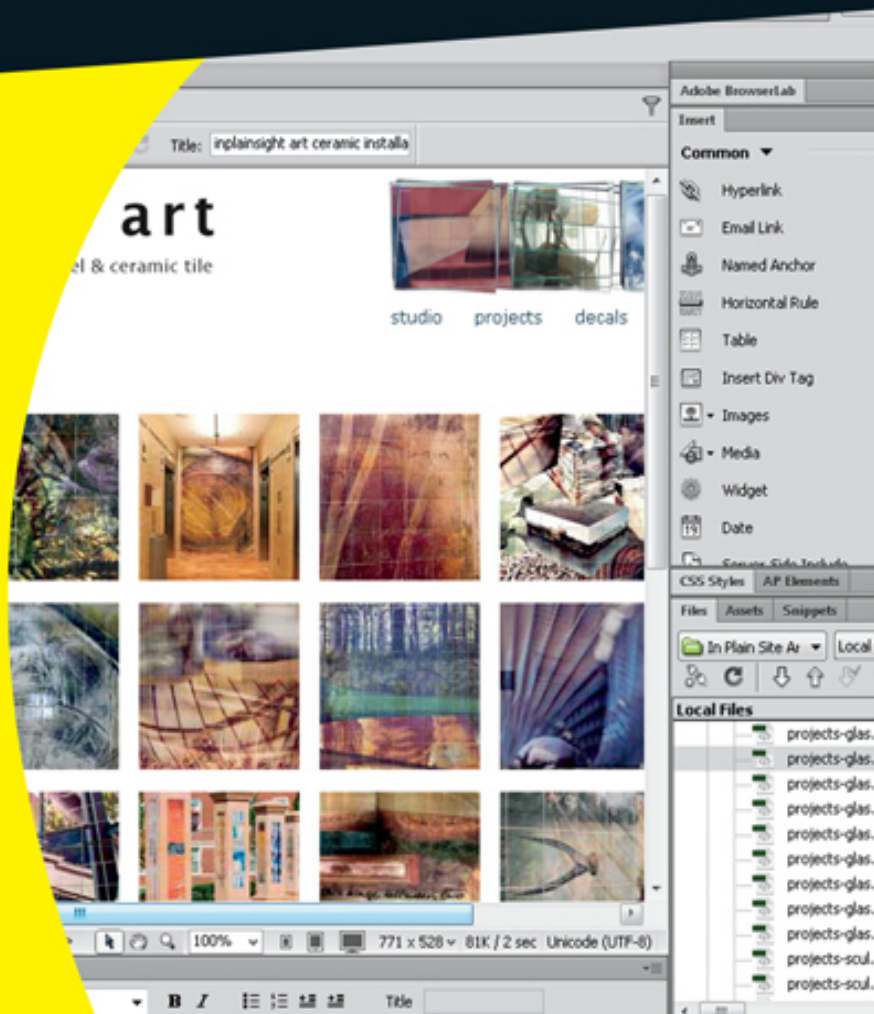 Adobe BrowserLab
Insert
Title: inplainsight art ceramic installa
Common
art
Hyperlink
Email Link
el & ceramic tile
Named Anchor
Horizontal Rule
studio projects decals
Table
Insert Div Tag
Images
Media
Widget
19 Date
Server-Side Include
CSS Styles AP Elements
Files Assets Snippets
In Plain Site Ar Local
Local Files
projects-glas.
projects-glas.
projects-glas.
projects-glas.
projects-glas.
projects-glas.
projects-glas.
projects-glas.
projects-glas.
projects-scul.
projects-scul.
100% 771 x 528 81K / 2 sec Unicode (UTF-8)
B I Title